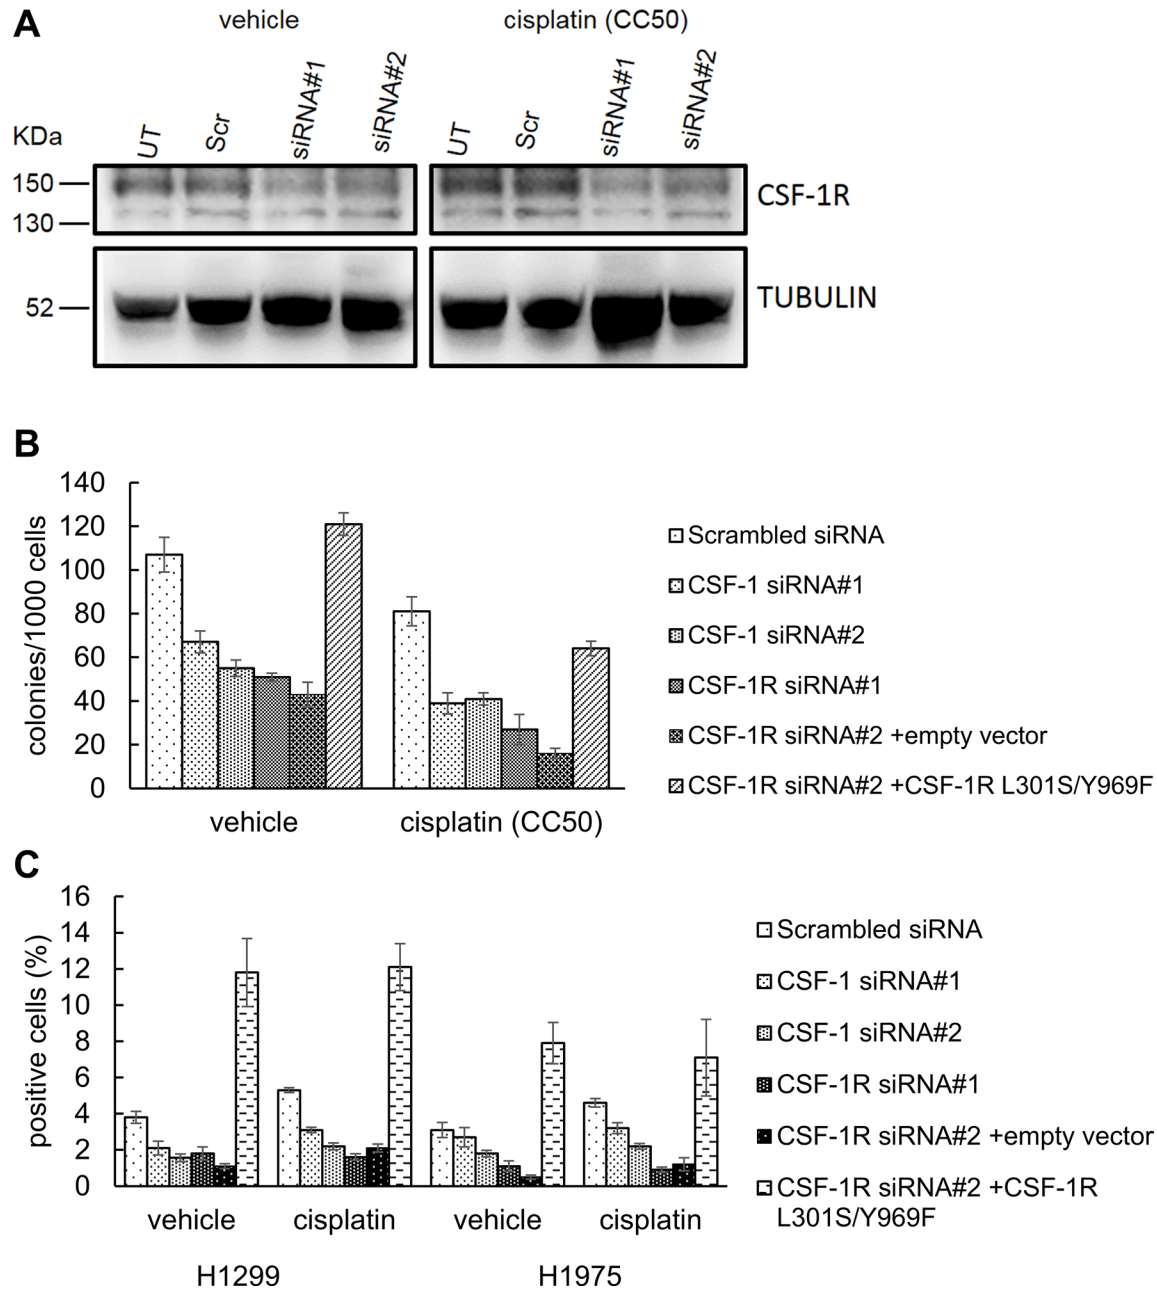 A
vehicle
cisplatin (CC50)
KDa
UT
Scr
siRNA#1
siRNA#2
UT
Scr
siRNA#1
siRNA#2
150
130
CSF-1R
52
TUBULIN
B
colonies/1000 cells
140
120
100
80
60
40
20
0
vehicle
cisplatin (CC50)
Scrambled siRNA
CSF-1 siRNA#1
CSF-1 siRNA#2
CSF-1R siRNA#1
CSF-1R siRNA#2 +empty vector
CSF-1R siRNA#2 +CSF-1R L301S/Y969F
C
positive cells (%)
16
14
12
10
8
6
4
2
0
vehicle
cisplatin
vehicle
cisplatin
H1299
H1975
Scrambled siRNA
CSF-1 siRNA#1
CSF-1 siRNA#2
CSF-1R siRNA#1
CSF-1R siRNA#2 +empty vector
CSF-1R siRNA#2 +CSF-1R
L301S/Y969F